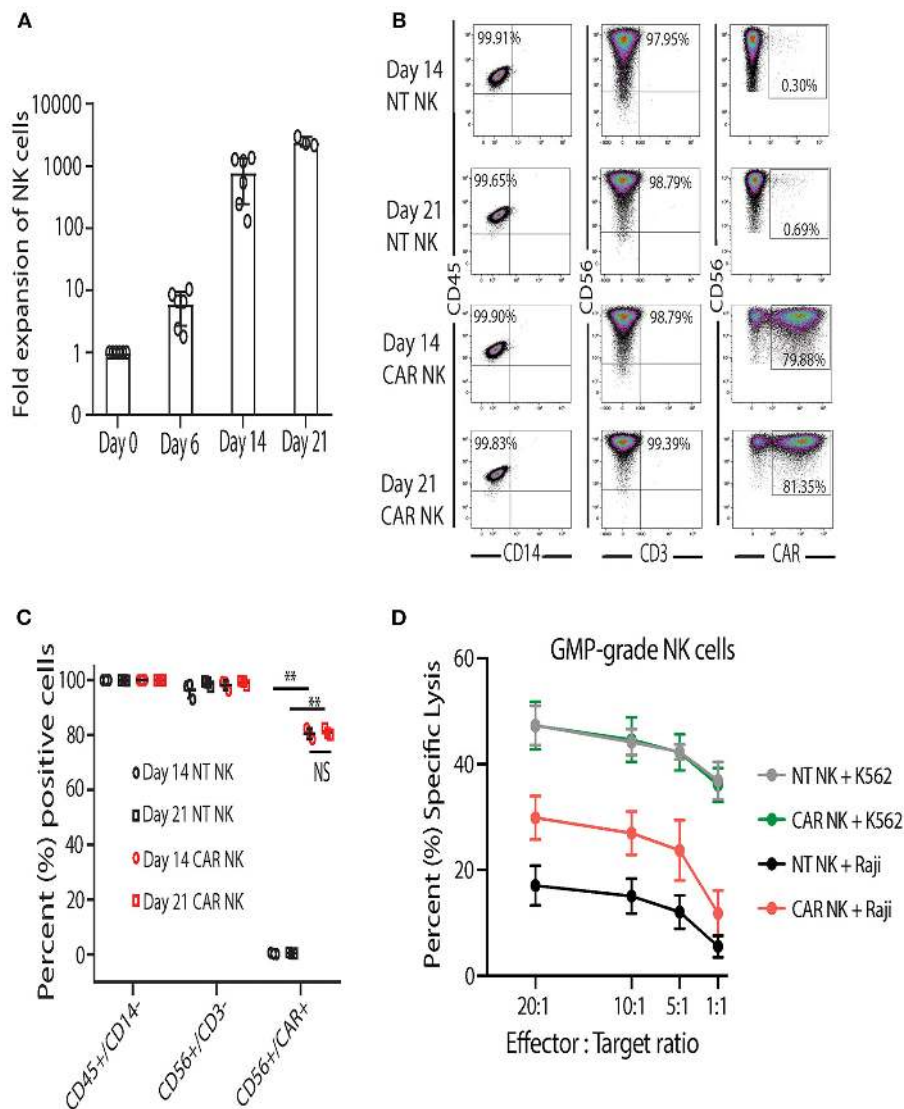 A
Fold expansion of NK cells
10000
1000
100
10
1
0
Day 0 Day 6 Day 14 Day 21
B
Day 14
NT NK
99.91% 97.95% 0.30%
Day 21
NT NK
99.65% 98.79% 0.69%
CD45 CD56 CD56
Day 14
CAR NK
99.90% 98.79% 79.88%
Day 21
CAR NK
99.83% 99.39% 81.35%
CD14 CD3 CAR
C
Percent (%) positive cells
100
80
60
40
20
0
**
**
NS
Day 14 NT NK
Day 21 NT NK
Day 14 CAR NK
Day 21 CAR NK
CD45+/CD14-
CD56+/CD3-
CD56+/CAR+
D
GMP-grade NK cells
Percent (%) Specific Lysis
60
40
20
0
20:1 10:1 5:1 1:1
Effector : Target ratio
NT NK + K562
CAR NK + K562
NT NK + Raji
CAR NK + Raji